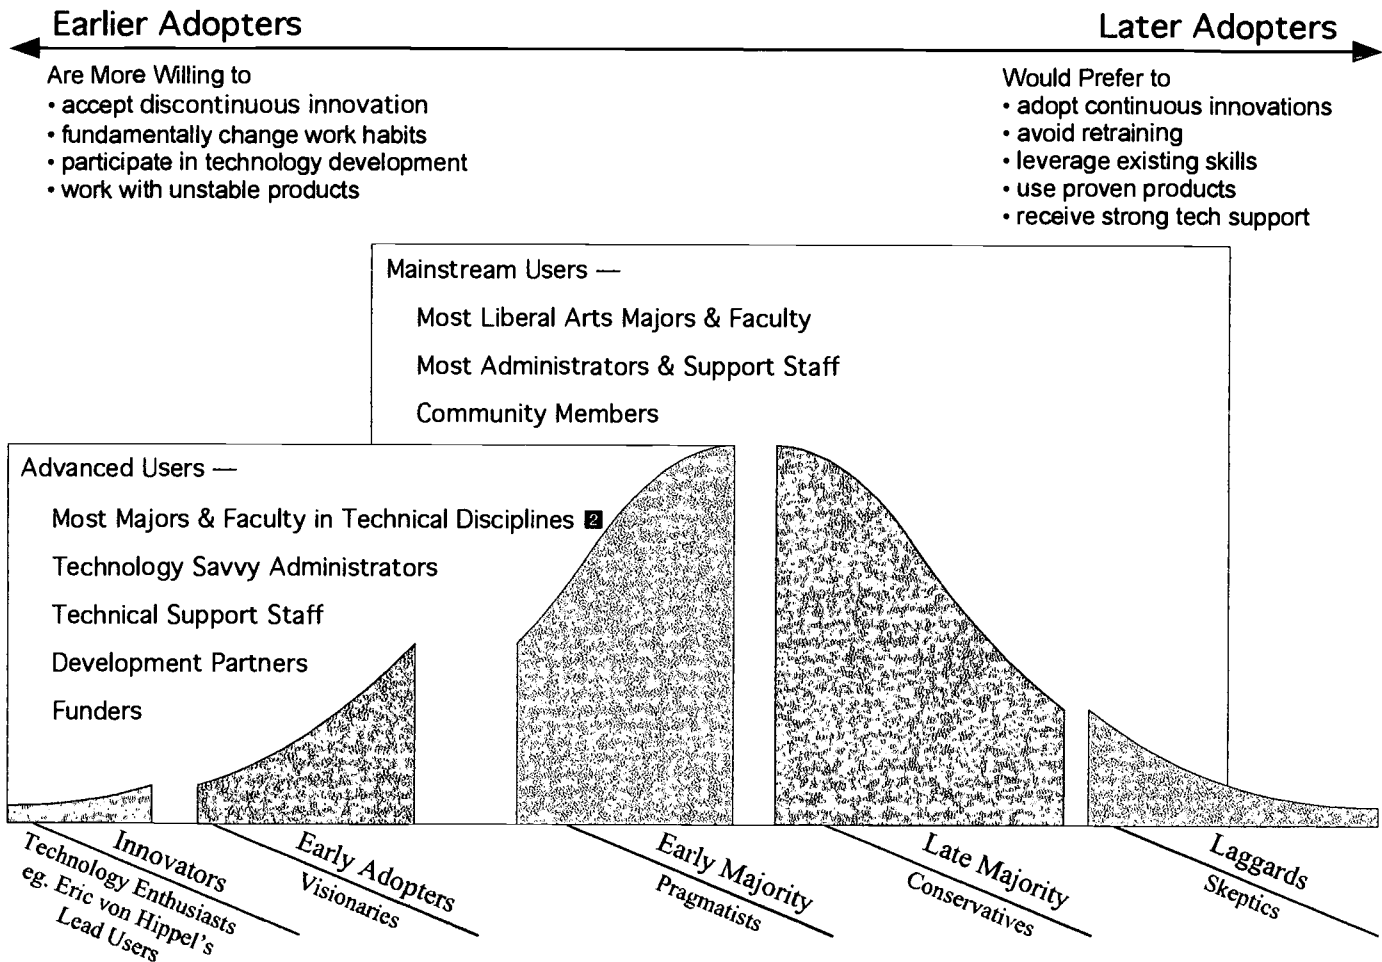 Earlier Adopters
Later Adopters
Are More Willing to
• accept discontinuous innovation
• fundamentally change work habits
• participate in technology development
• work with unstable products
Would Prefer to
• adopt continuous innovations
• avoid retraining
• leverage existing skills
• use proven products
• receive strong tech support
Mainstream Users —
Most Liberal Arts Majors & Faculty
Most Administrators & Support Staff
Community Members
Advanced Users —
Most Majors & Faculty in Technical Disciplines 2
Technology Savvy Administrators
Technical Support Staff
Development Partners
Funders
Innovators
Technology Enthusiasts
eg. Eric von Hippel's
Lead Users
Early Adopters
Visionaries
Early Majority
Pragmatists
Late Majority
Conservatives
Laggards
Skeptics